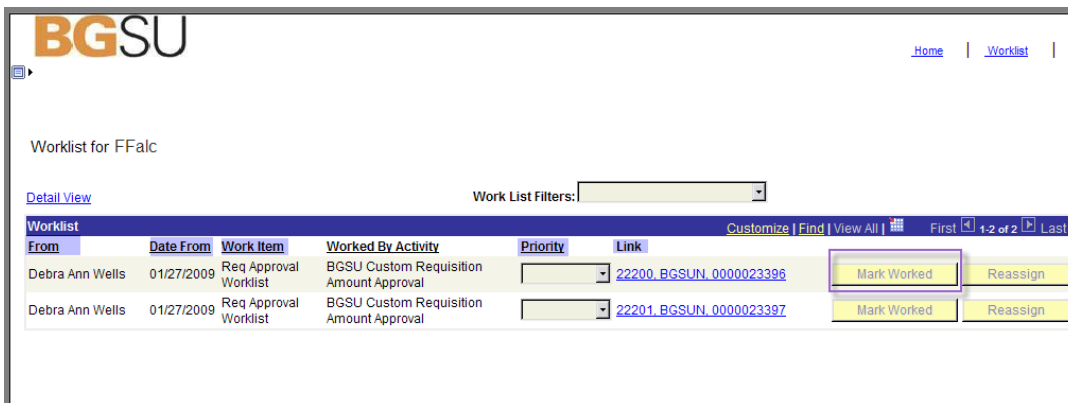 BGSU
Home | Worklist |
Worklist for FFalc
Detail View
Work List Filters:
Worklist Customize | Find | View All | First 1-2 of 2 Last
From Date From Work Item Worked By Activity Priority Link
Debra Ann Wells 01/27/2009 Req Approval Worklist BGSU Custom Requisition Amount Approval 22200, BGSUN, 0000023396 Mark Worked Reassign
Debra Ann Wells 01/27/2009 Req Approval Worklist BGSU Custom Requisition Amount Approval 22201, BGSUN, 0000023397 Mark Worked Reassign